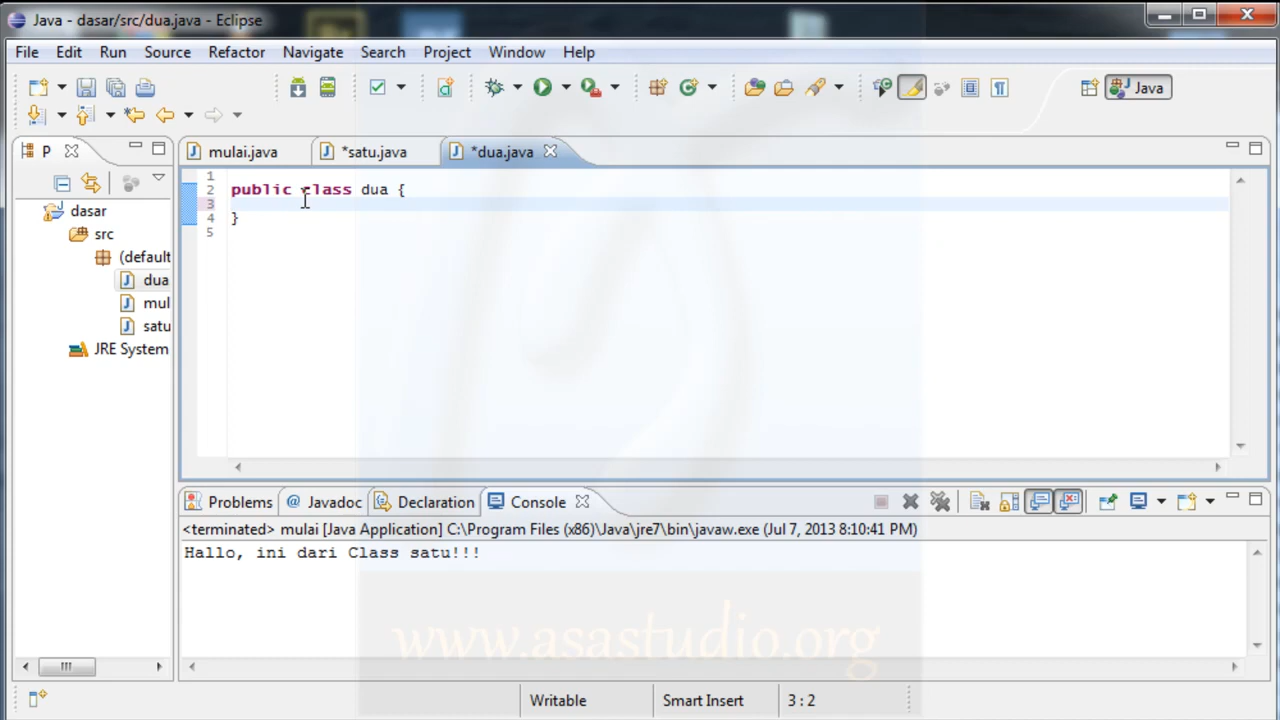 Java - dasar/src/dua.java - Eclipse
File Edit Run Source Refactor Navigate Search Project Window Help
Java
P
mulai.java *satu.java *dua.java
1
2 public class dua {
3
4 }
5
dasar
src
(default
dua
mul
satu
JRE System
Problems @ Javadoc Declaration Console
<terminated> mulai [Java Application] C:\Program Files (x86)\Java\jre7\bin\javaw.exe (Jul 7, 2013 8:10:41 PM)
Hallo, ini dari Class satu!!!
www.asastudio.org
Writable Smart Insert 3 : 2